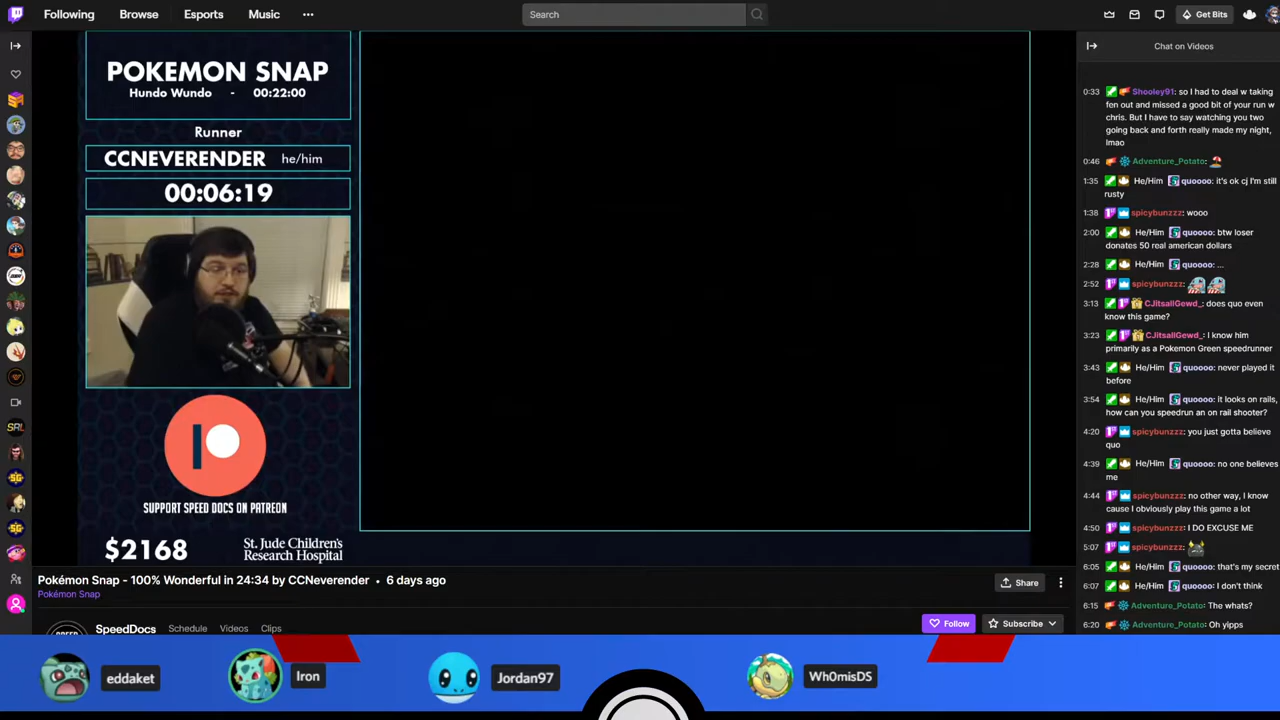 Following
Browse
Esports
Music
Search
Get Bits
POKEMON SNAP
Hundo Wundo - 00:22:00
Runner
CCNEVERENDER he/him
00:06:19
SUPPORT SPEED DOCS ON PATREON
$2168
St. Jude Children's
Research Hospital
Pokémon Snap - 100% Wonderful in 24:34 by CCNeverender • 6 days ago
Share
Pokémon Snap
SpeedDocs
Schedule
Videos
Clips
Follow
Subscribe
SRL
SG
SG
Chat on Videos
0:33 Shooley91: so I had to deal w taking
fen out and missed a good bit of your run w
chris. But I have to say watching you two
going back and forth really made my night,
lmao
0:46 Adventure_Potato:
1:35 He/Him quoooo: it's ok cj I'm still
rusty
1:38 spicybunzzz: wooo
2:00 He/Him quoooo: btw loser
donates 50 real american dollars
2:28 He/Him quoooo: ...
2:52 spicybunzzz:
3:13 CJitsallGewd_: does quo even
know this game?
3:23 CJitsallGewd_: I know him
primarily as a Pokemon Green speedrunner
3:43 He/Him quoooo: never played it
before
3:54 He/Him quoooo: it looks on rails,
how can you speedrun an on rail shooter?
4:20 spicybunzzz: you just gotta believe
quo
4:39 He/Him quoooo: no one believes
me
4:44 spicybunzzz: no other way, I know
cause I obviously play this game a lot
4:50 spicybunzzz: I DO EXCUSE ME
5:07 spicybunzzz:
6:05 He/Him quoooo: that's my secret
6:07 He/Him quoooo: I don't think
6:15 Adventure_Potato: The whats?
6:20 Adventure_Potato: Oh yipps
eddaket
Iron
Jordan97
Wh0misDS